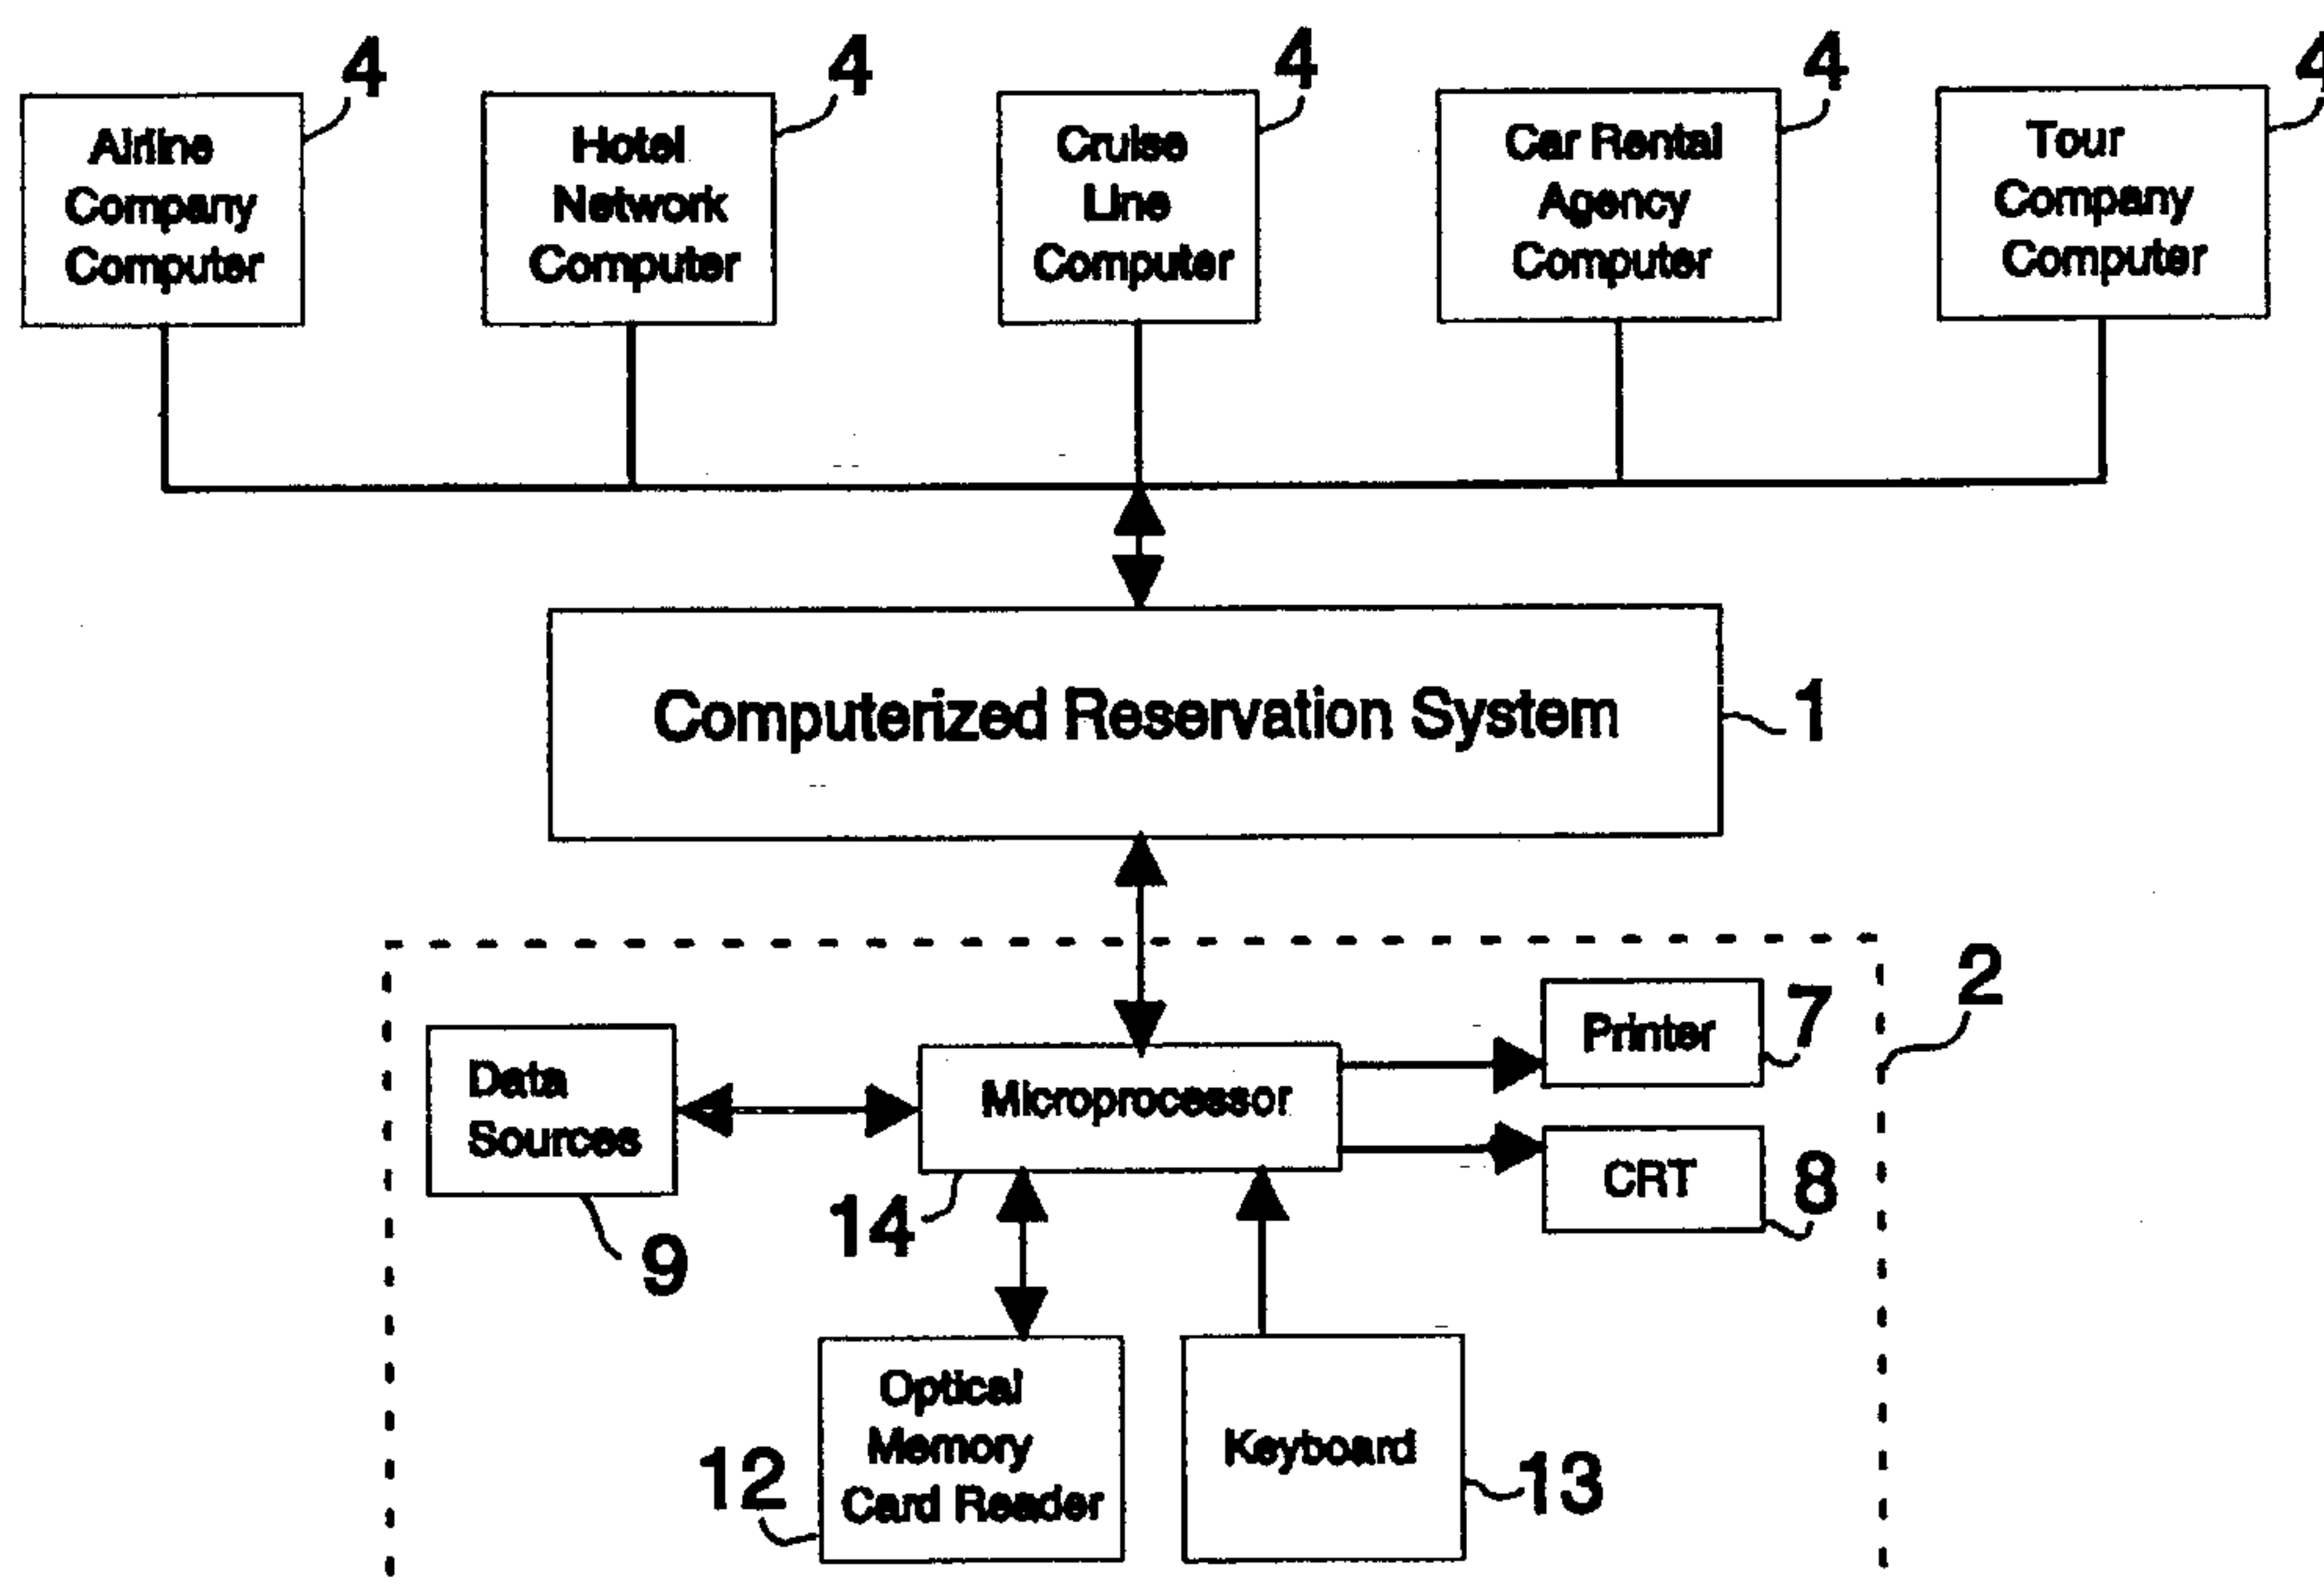 4
4
4
4
4
Airline
Company
Computer
Hotel
Network
Computer
Cruise
Line
Computer
Car Rental
Agency
Computer
Tour
Company
Computer
Computerized Reservation System
1
2
Data
Sources
9
Microprocessor
14
Printer
7
CRT
8
Optical
Memory
Card Reader
12
Keyboard
13